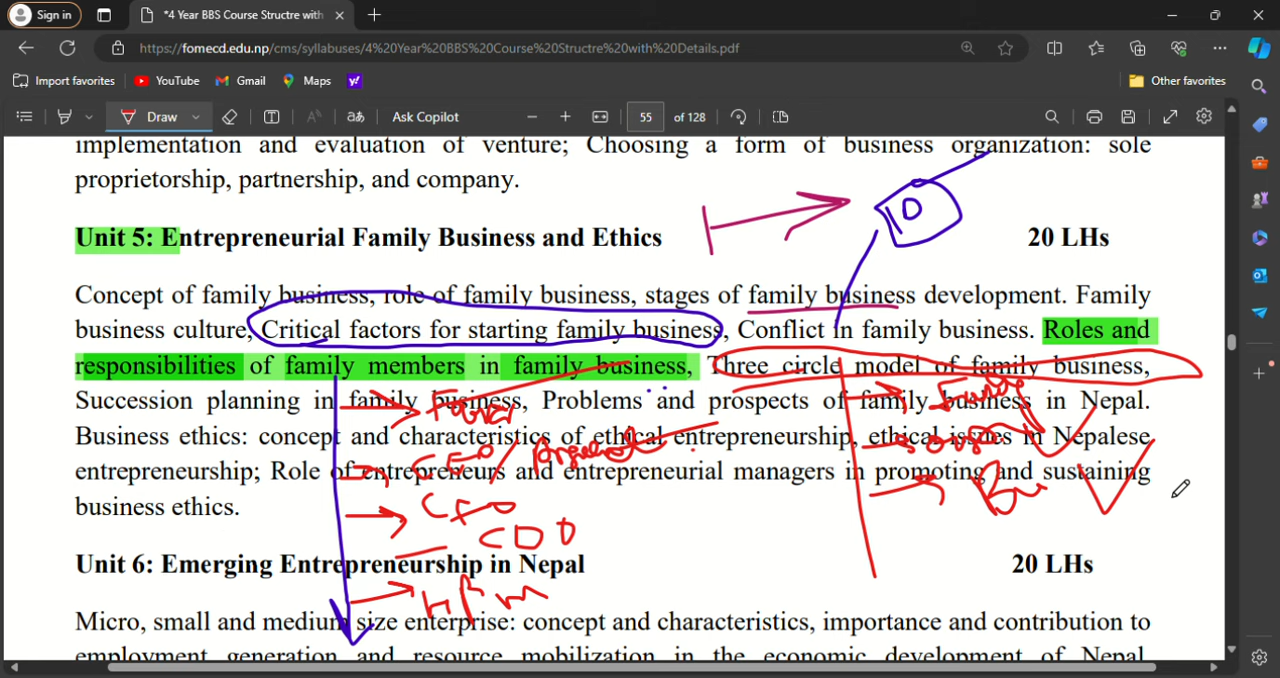 Sign in
*4 Year BBS Course Structre with
https://fomecd.edu.np/cms/syllabuses/4%20Year%20BBS%20Course%20Structre%20with%20Details.pdf
Import favorites YouTube Gmail Maps Other favorites
Draw Ask Copilot 55 of 128
implementation and evaluation of venture; Choosing a form of business organization: sole
proprietorship, partnership, and company.
D
Unit 5: Entrepreneurial Family Business and Ethics 20 LHs
Concept of family business, role of family business, stages of family business development. Family
business culture, Critical factors for starting family business, Conflict in family business. Roles and
responsibilities of family members in family business, Three circle model of family business,
Succession planning in family business, Problems and prospects of family business in Nepal.
Business ethics: concept and characteristics of ethical entrepreneurship, ethical issues in Nepalese
entrepreneurship; Role of entrepreneurs and entrepreneurial managers in promoting and sustaining
business ethics.
CEO
CFO
COO
HRM
Unit 6: Emerging Entrepreneurship in Nepal 20 LHs
Micro, small and medium size enterprise: concept and characteristics, importance and contribution to
employment generation and resource mobilization in the economic development of Nepal.